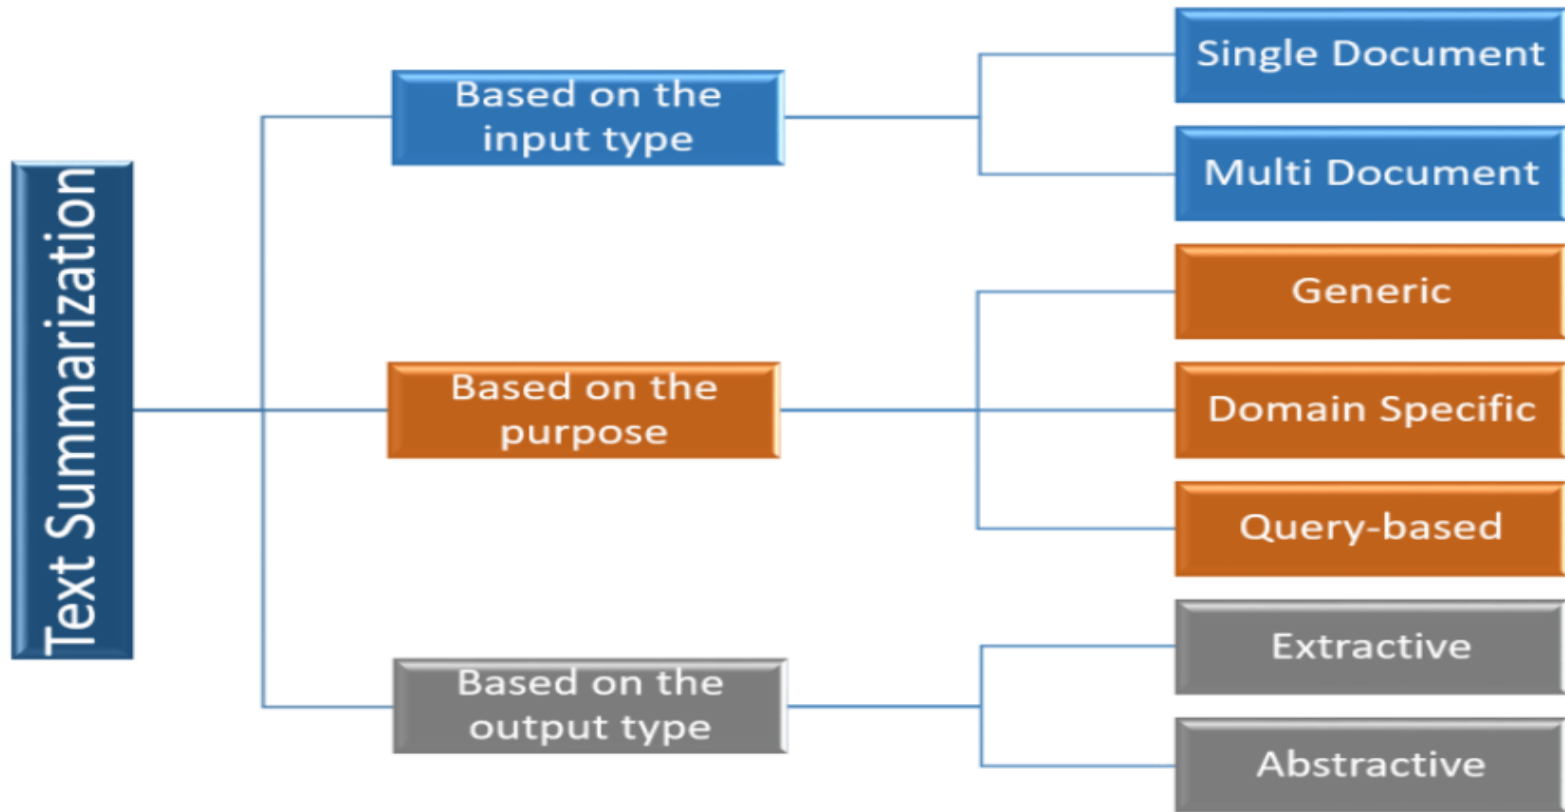 Text Summarization
Based on the
input type
Single Document
Multi Document
Based on the
purpose
Generic
Domain Specific
Query-based
Based on the
output type
Extractive
Abstractive